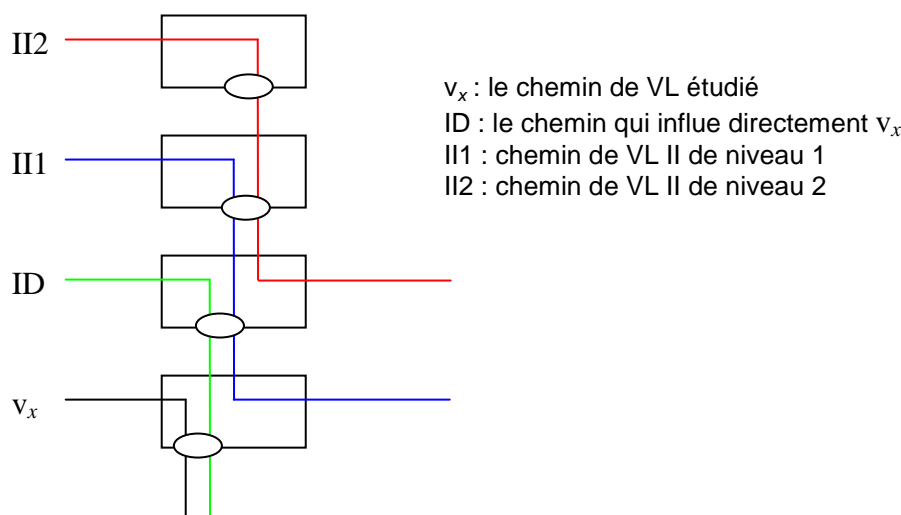 II2
II1
ID
vx
vx : le chemin de VL étudié
ID : le chemin qui influe directement vx
II1 : chemin de VL II de niveau 1
II2 : chemin de VL II de niveau 2